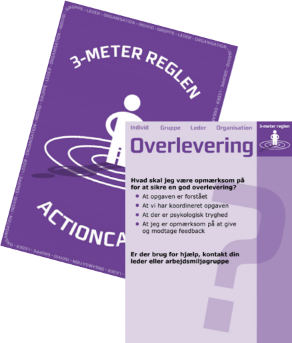 3-METER REGLEN
ACTIONCA
Individ Gruppe Leder Organisation
3-meter reglen
Overlevering
Hvad skal jeg være opmærksom på
for at sikre en god overlevering?
At opgaven er forstået
At vi har koordineret opgaven
At der er psykologisk tryghed
At jeg er opmærksom på at give
og modtage feedback
Er der brug for hjælp, kontakt din
leder eller arbejdsmiljøgruppe
?